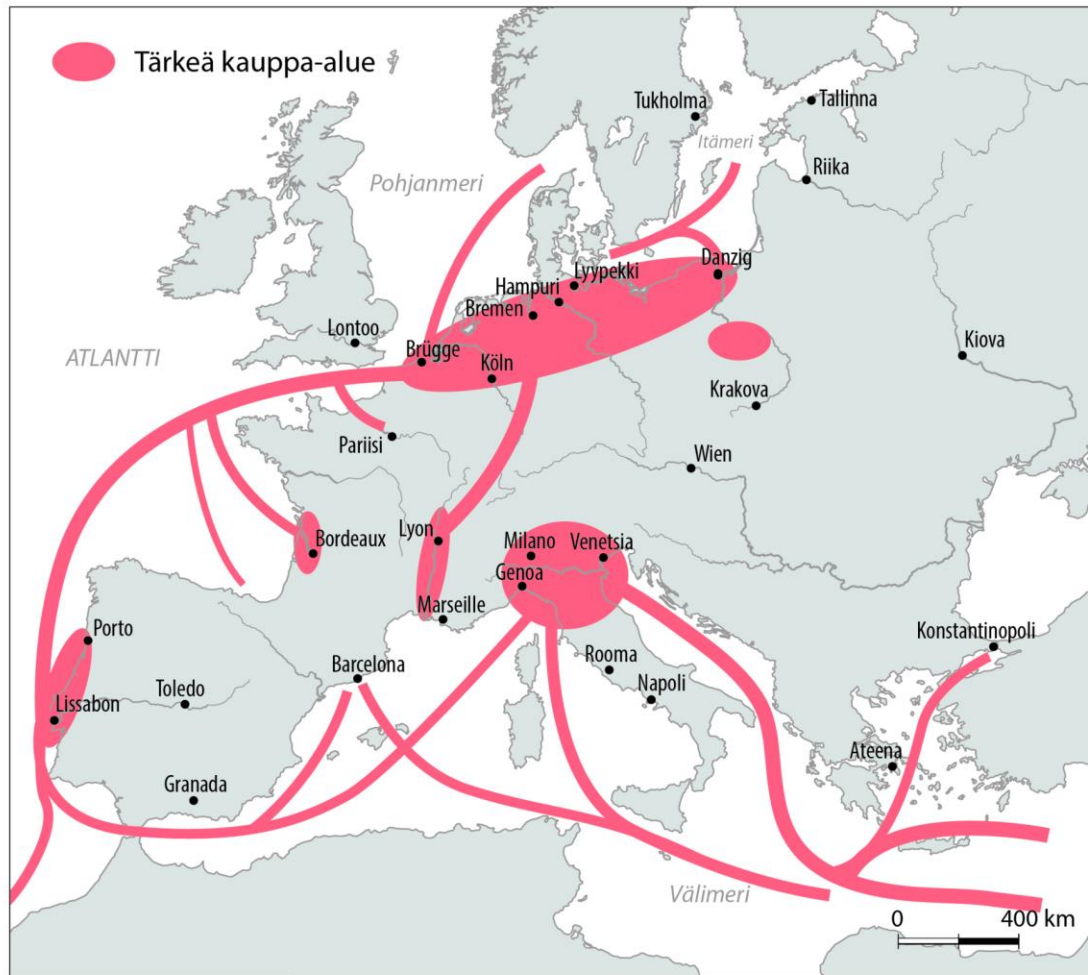 Tärkeä kauppa-alue
Tukholma
Tallinna
Itämeri
Riika
Pohjanmeri
Danzig
Lyypekki
Hampuri
Bremen
Lontoo
Brügge
Köln
ATLANTTI
Kiova
Krakova
Pariisi
Wien
Lyon
Bordeaux
Milano
Venetsia
Genoa
Marseille
Porto
Konstantinopoli
Barcelona
Rooma
Toledo
Napoli
Lissabon
Ateena
Granada
Välimeri
0 400 km